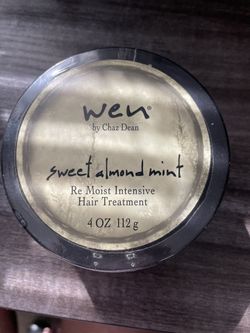 wen®
by Chaz Dean
sweet almond mint
Re Moist Intensive
Hair Treatment
4 OZ 112 g